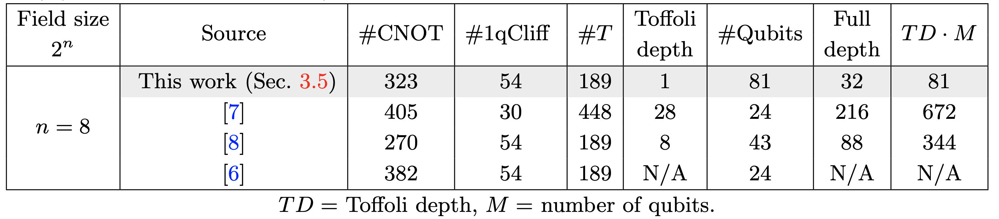 Field size 2ⁿ | Source | #CNOT | #1qCliff | #T | Toffoli depth | #Qubits | Full depth | TD · M
n = 8 | This work (Sec. 3.5) | 323 | 54 | 189 | 1 | 81 | 32 | 81
[7] | 405 | 30 | 448 | 28 | 24 | 216 | 672
[8] | 270 | 54 | 189 | 8 | 43 | 88 | 344
[6] | 382 | 54 | 189 | N/A | 24 | N/A | N/A
TD = Toffoli depth, M = number of qubits.